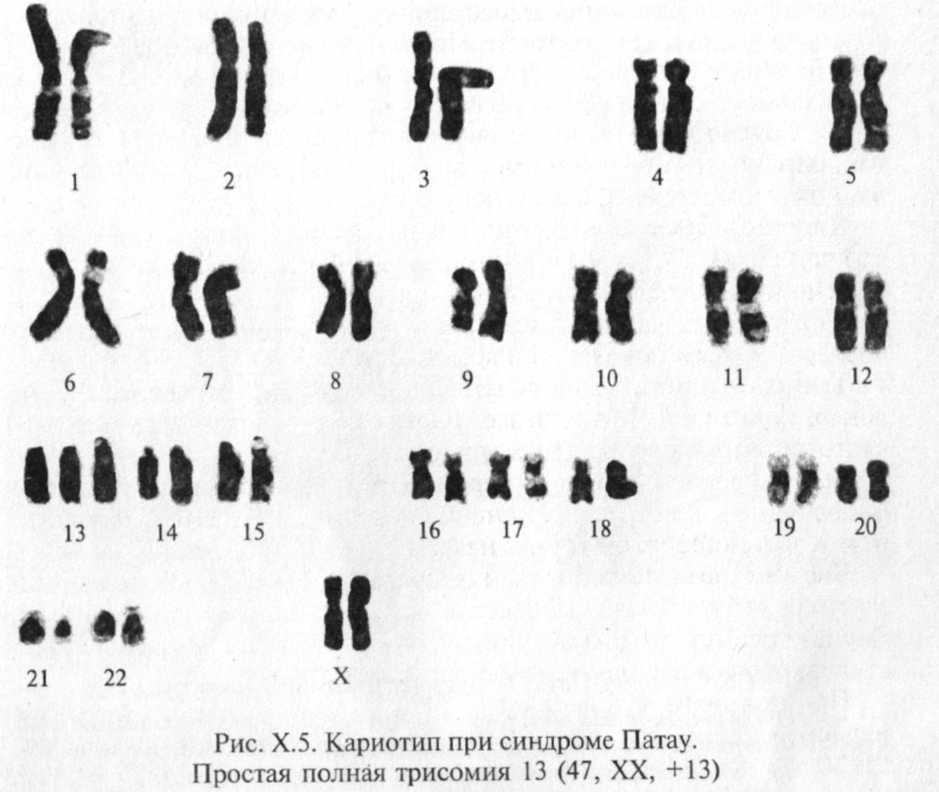 1 2 3 4 5
6 7 8 9 10 11 12
13 14 15 16 17 18 19 20
21 22 X
Рис. X.5. Кариотип при синдроме Патау.
Простая полная трисомия 13 (47, XX, +13)